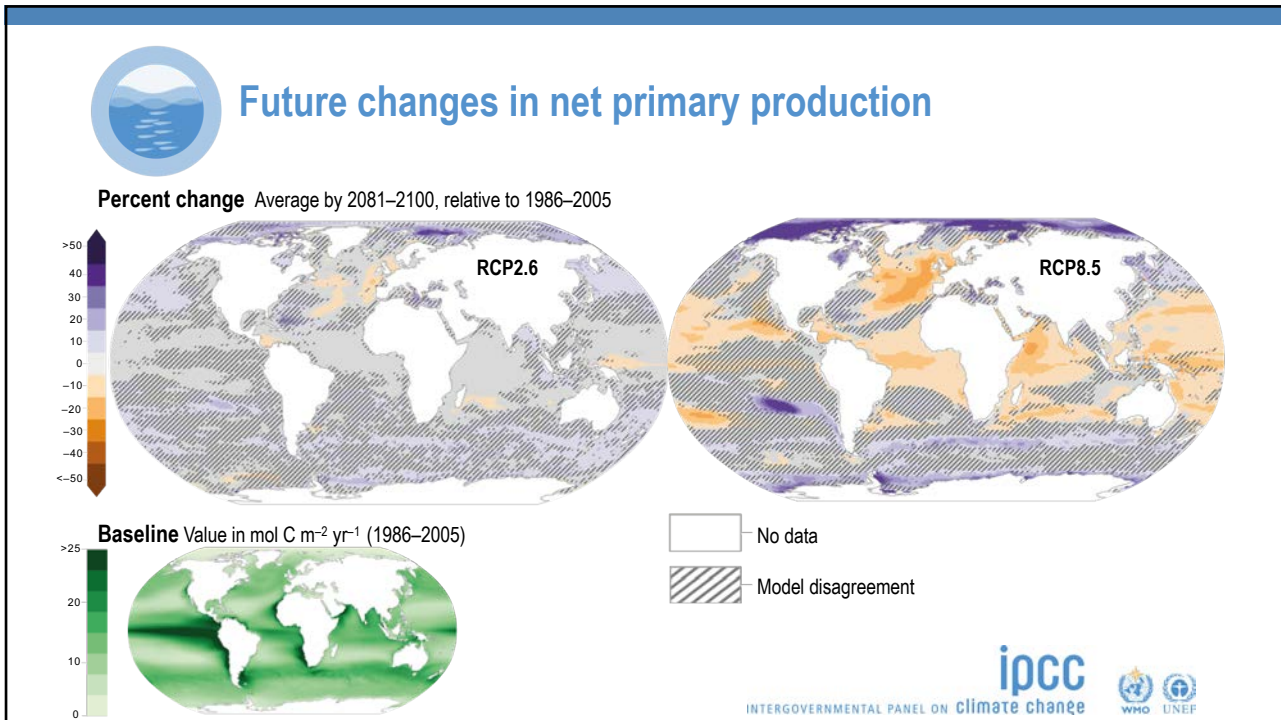 Future changes in net primary production
Percent change Average by 2081–2100, relative to 1986–2005
>50
40
30
20
10
0
–10
–20
–30
–40
<–50
RCP2.6
RCP8.5
Baseline Value in mol C m⁻² yr⁻¹ (1986–2005)
>25
20
10
0
No data
Model disagreement
ipcc
INTERGOVERNMENTAL PANEL ON climate change
WMO
UNEP